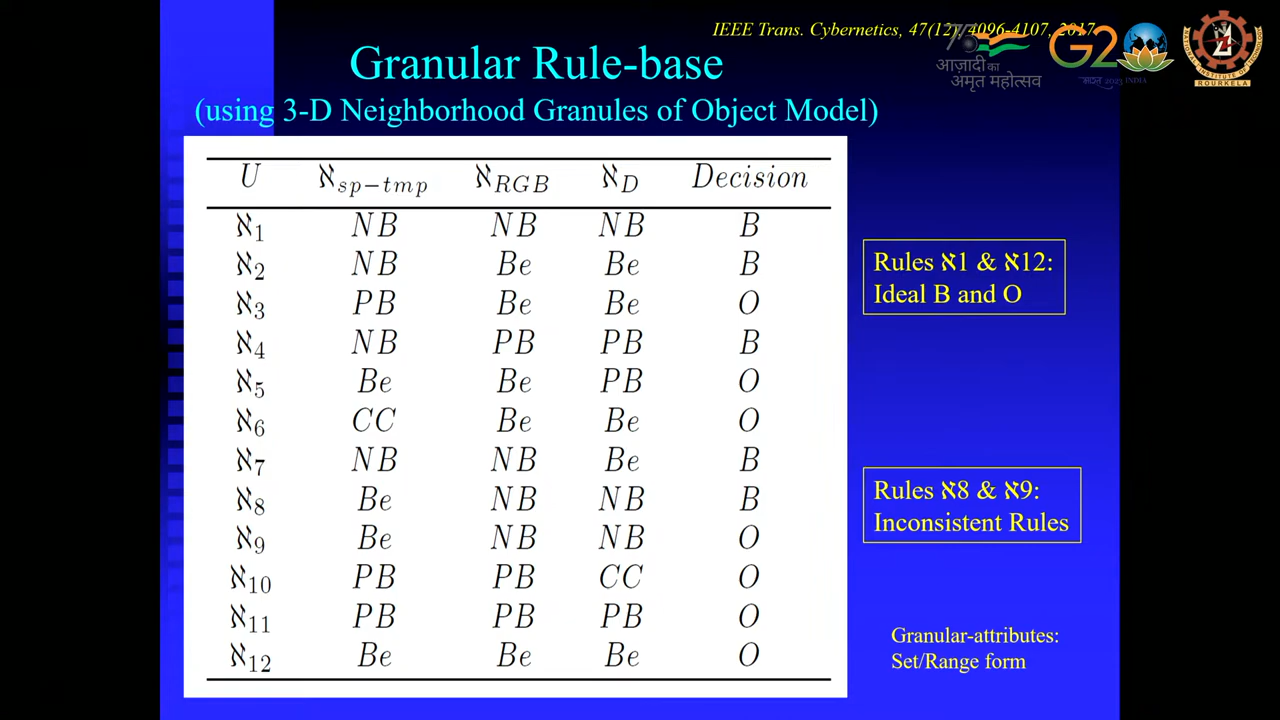 IEEE Trans. Cybernetics, 47(12), 4096-4107, 2017
Granular Rule-base
(using 3-D Neighborhood Granules of Object Model)
आज़ादी का
अमृत महोत्सव
G2
ROURKELA
U ℵsp−tmp ℵRGB ℵD Decision
ℵ1 NB NB NB B
ℵ2 NB Be Be B
ℵ3 PB Be Be O
ℵ4 NB PB PB B
ℵ5 Be Be PB O
ℵ6 CC Be Be O
ℵ7 NB NB Be B
ℵ8 Be NB NB B
ℵ9 Be NB NB O
ℵ10 PB PB CC O
ℵ11 PB PB PB O
ℵ12 Be Be Be O
Rules ℵ1 & ℵ12:
Ideal B and O
Rules ℵ8 & ℵ9:
Inconsistent Rules
Granular-attributes:
Set/Range form